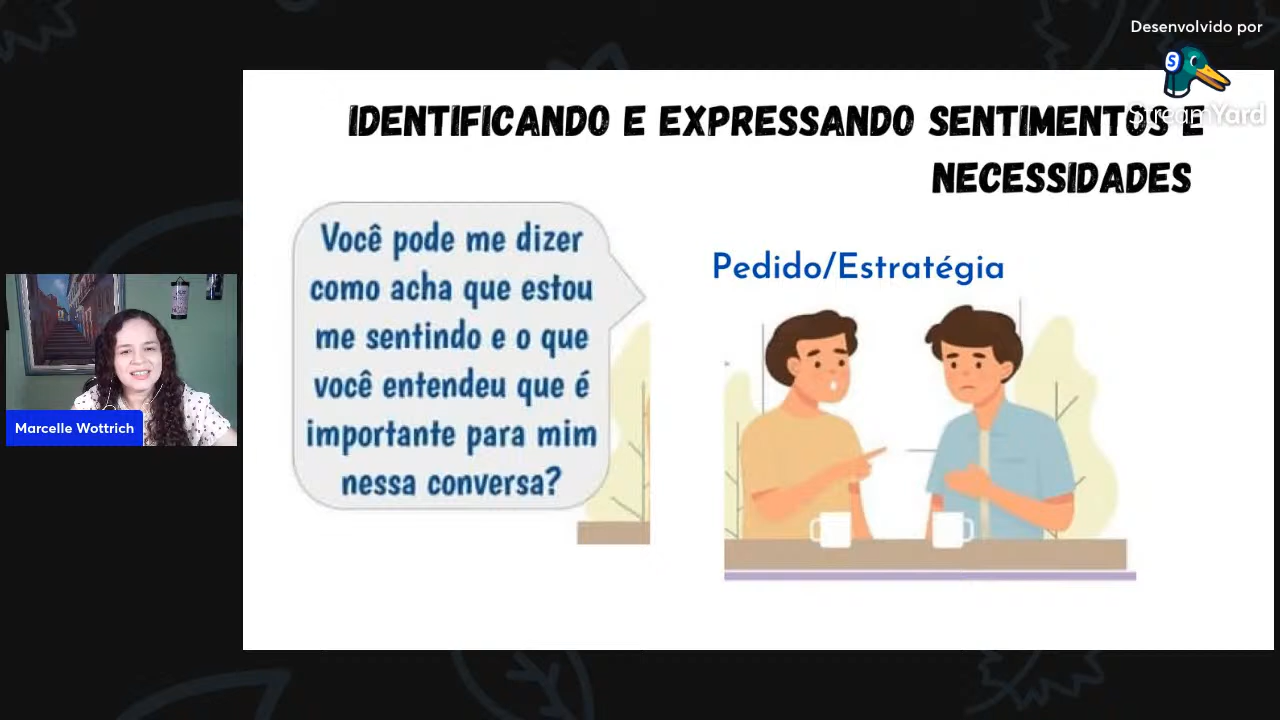 Desenvolvido por
S
StreamYard
IDENTIFICANDO E EXPRESSANDO SENTIMENTOS E
NECESSIDADES
Você pode me dizer
como acha que estou
me sentindo e o que
você entendeu que é
importante para mim
nessa conversa?
Pedido/Estratégia
Marcelle Wottrich